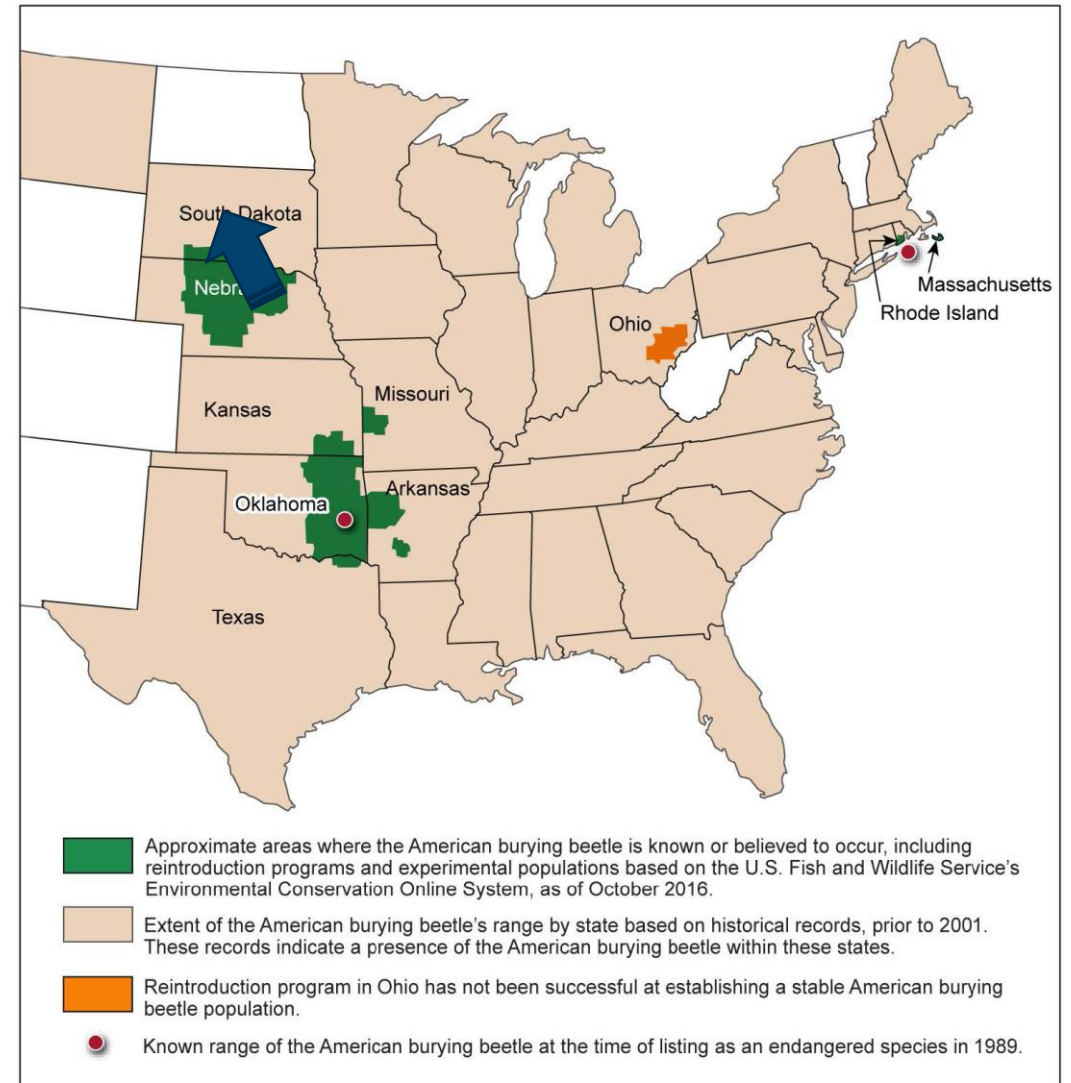 South Dakota
Nebra
Massachusetts
Rhode Island
Ohio
Missouri
Kansas
Arkansas
Oklahoma
Texas
Approximate areas where the American burying beetle is known or believed to occur, including
reintroduction programs and experimental populations based on the U.S. Fish and Wildlife Service's
Environmental Conservation Online System, as of October 2016.
Extent of the American burying beetle's range by state based on historical records, prior to 2001.
These records indicate a presence of the American burying beetle within these states.
Reintroduction program in Ohio has not been successful at establishing a stable American burying
beetle population.
Known range of the American burying beetle at the time of listing as an endangered species in 1989.